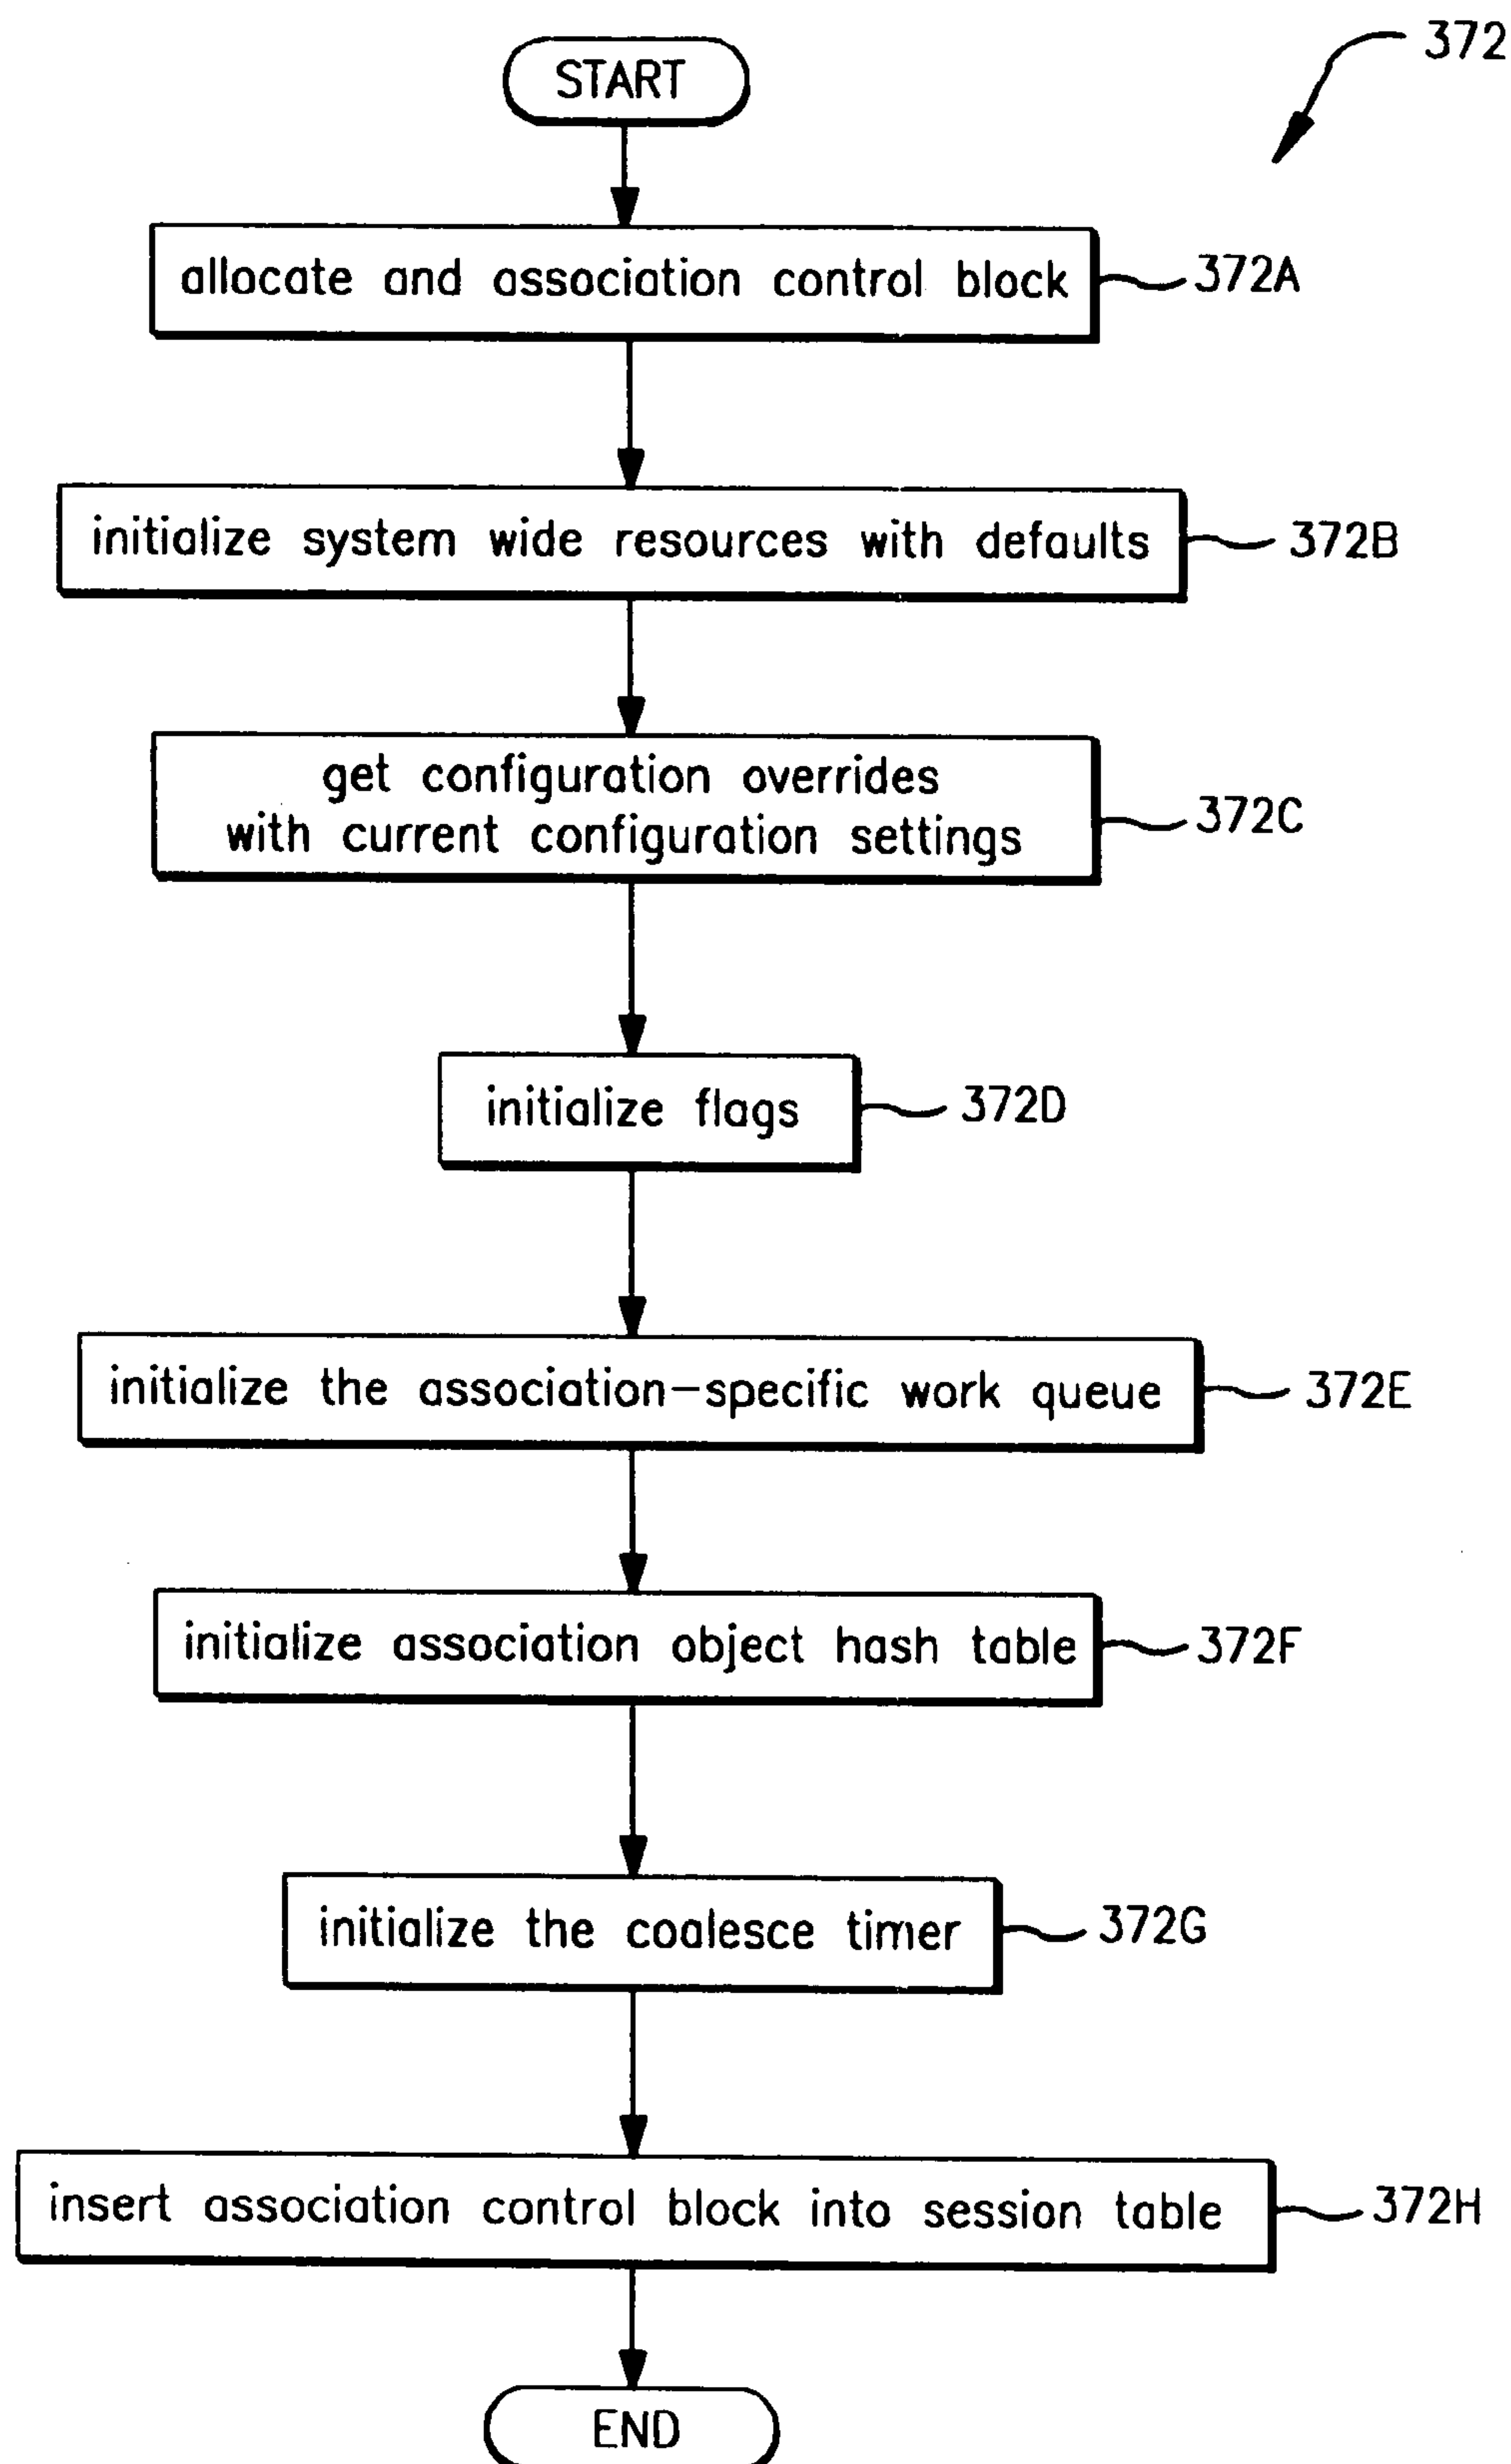 372
START
allocate and association control block
372A
initialize system wide resources with defaults
372B
get configuration overrides
with current configuration settings
372C
initialize flags
372D
initialize the association-specific work queue
372E
initialize association object hash table
372F
initialize the coalesce timer
372G
insert association control block into session table
372H
END